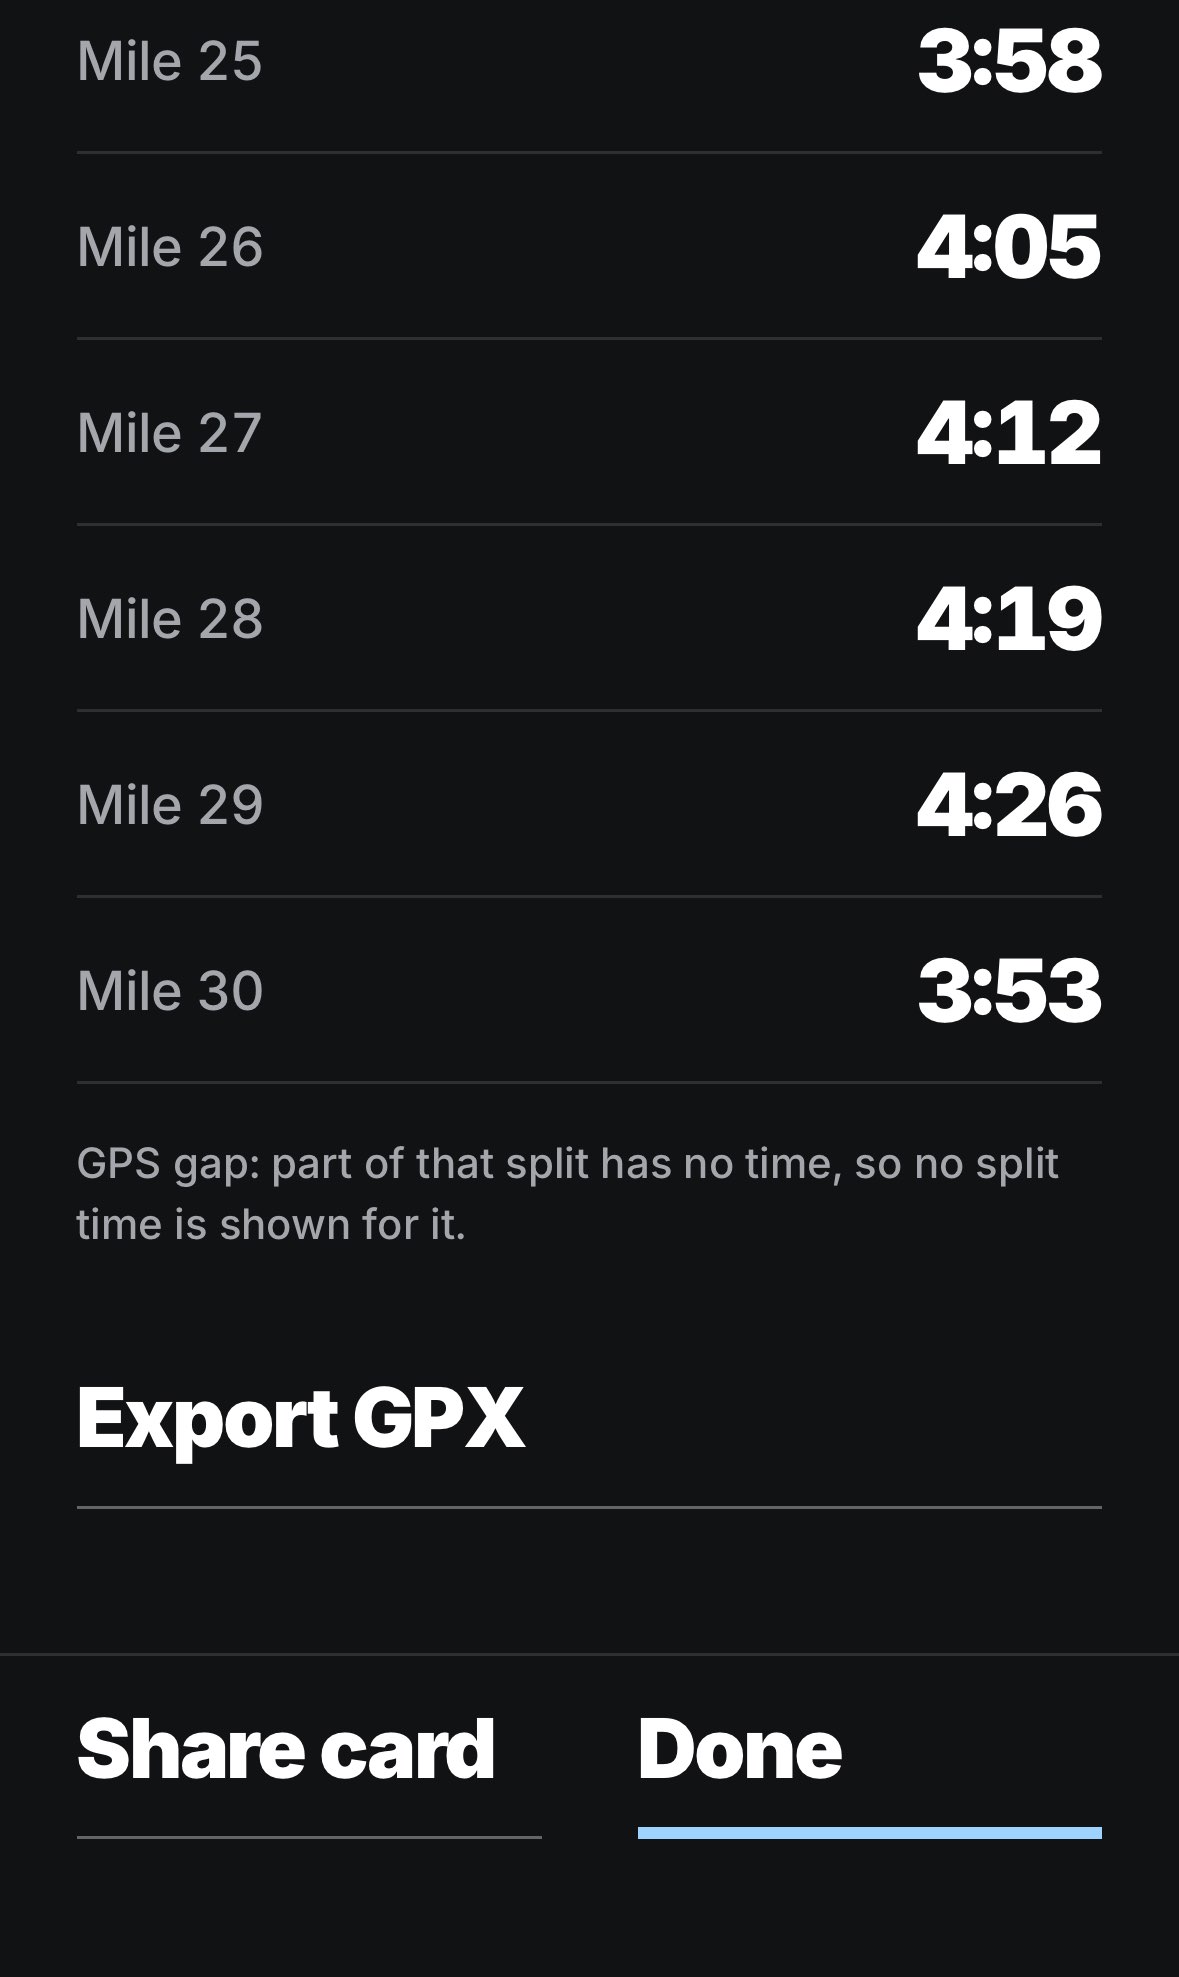 Mile 25 3:58
Mile 26 4:05
Mile 27 4:12
Mile 28 4:19
Mile 29 4:26
Mile 30 3:53
GPS gap: part of that split has no time, so no split
time is shown for it.
Export GPX
Share card Done